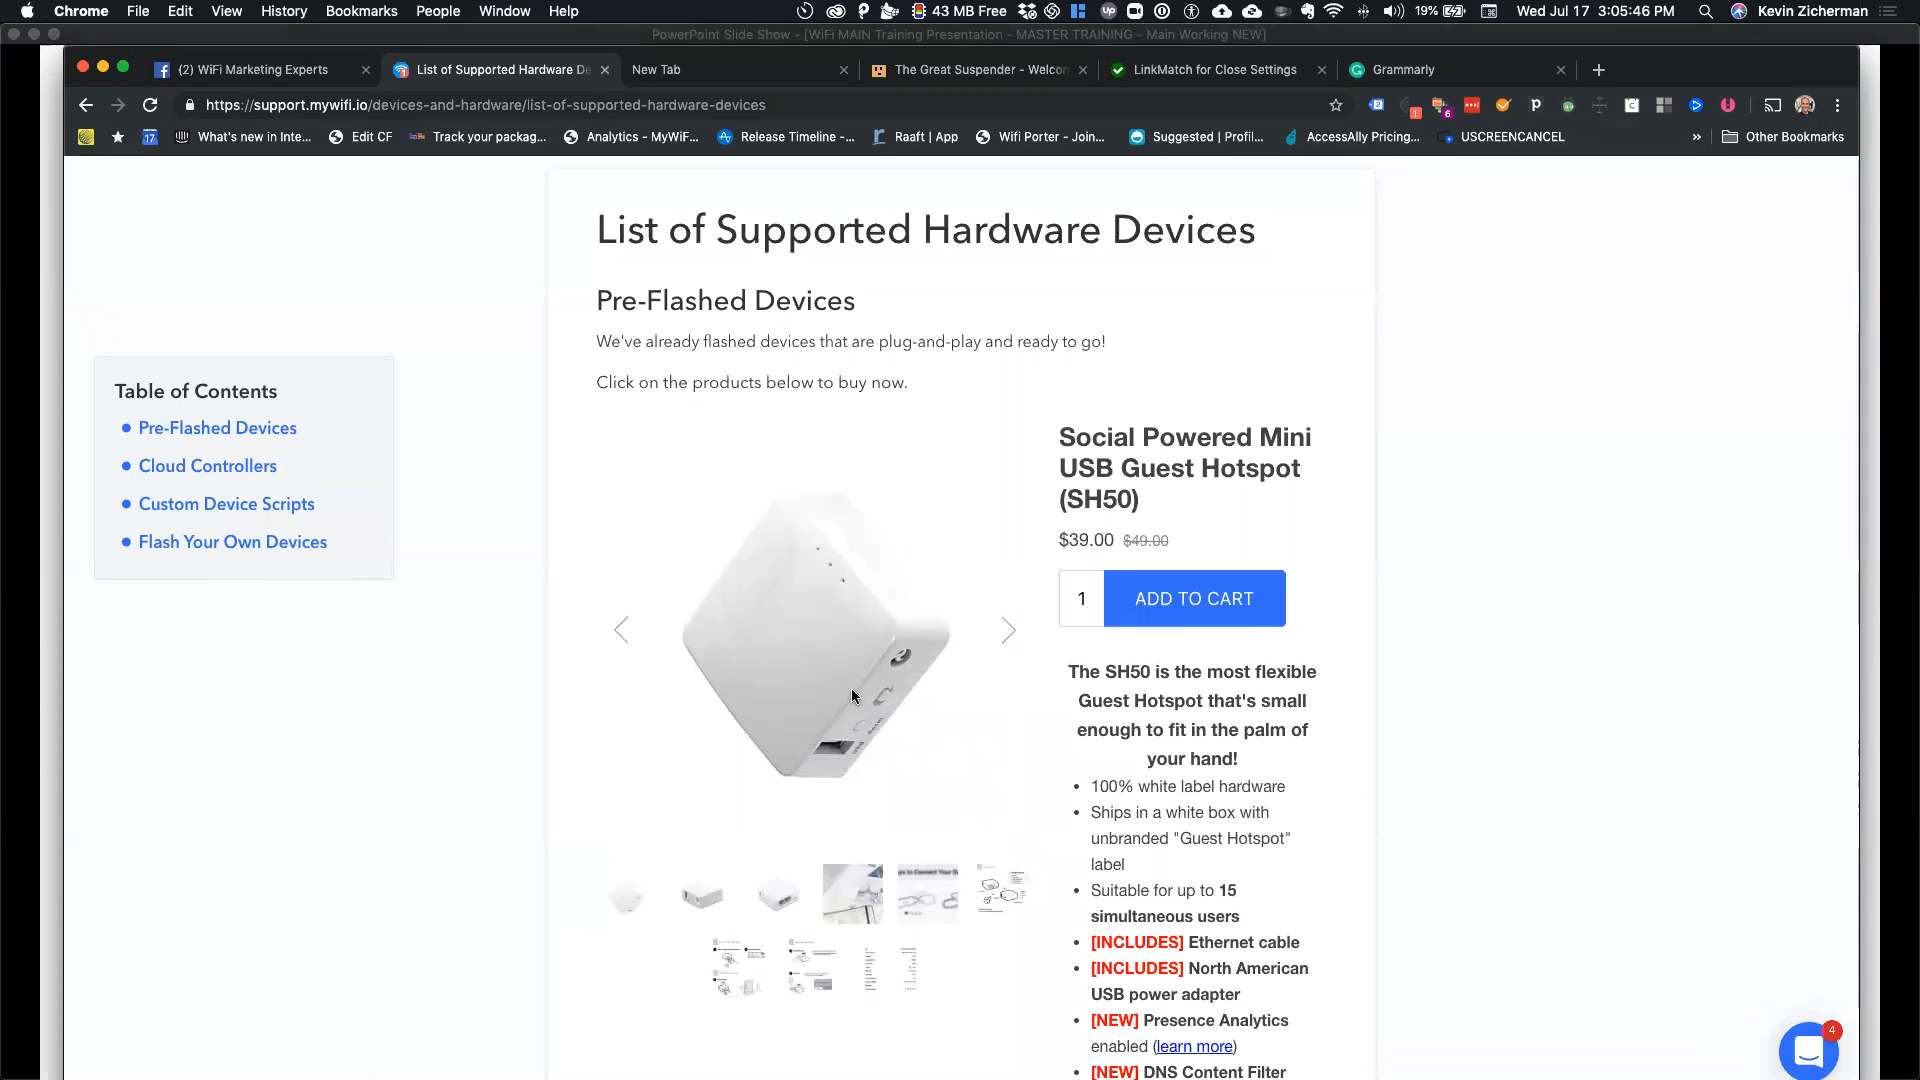 Chrome File Edit View History Bookmarks People Window Help 43 MB Free 19% Wed Jul 17 3:05:46 PM Kevin Zicherman
PowerPoint Slide Show - [WiFi MAIN Training Presentation - MASTER TRAINING - Main Working NEW]
(2) WiFi Marketing Experts
List of Supported Hardware De
New Tab
The Great Suspender - Welcon
LinkMatch for Close Settings
Grammarly
https://support.mywifi.io/devices-and-hardware/list-of-supported-hardware-devices
17 What's new in Inte... Edit CF Track your packag... Analytics - MyWiF... Release Timeline -... Raaft | App Wifi Porter - Join... Suggested | Profil... AccessAlly Pricing... USCREENCANCEL » Other Bookmarks
List of Supported Hardware Devices
Pre-Flashed Devices
We've already flashed devices that are plug-and-play and ready to go!
Click on the products below to buy now.
Table of Contents
Pre-Flashed Devices
Cloud Controllers
Custom Device Scripts
Flash Your Own Devices
Social Powered Mini
USB Guest Hotspot
(SH50)
$39.00 $49.00
1 ADD TO CART
The SH50 is the most flexible
Guest Hotspot that's small
enough to fit in the palm of
your hand!
100% white label hardware
Ships in a white box with
unbranded "Guest Hotspot"
label
Suitable for up to 15
simultaneous users
[INCLUDES] Ethernet cable
[INCLUDES] North American
USB power adapter
[NEW] Presence Analytics
enabled (learn more)
[NEW] DNS Content Filter
4